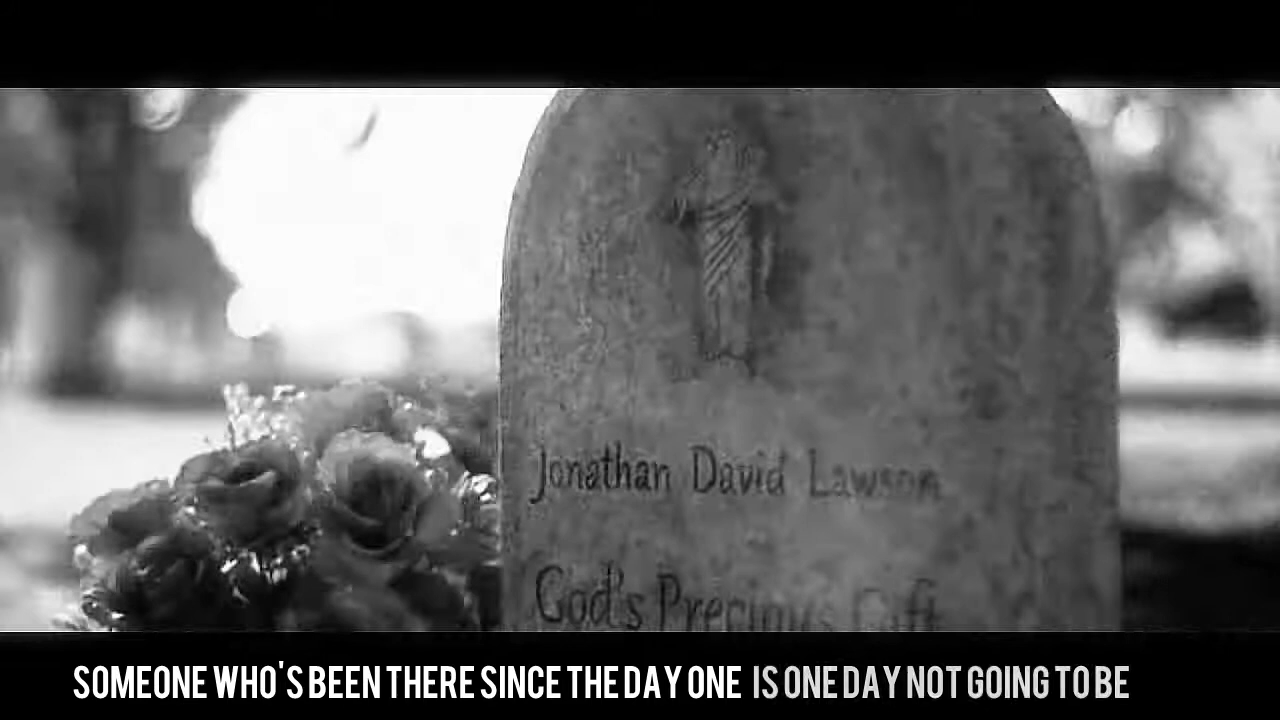 Jonathan David Lawson
God's Precious Gift
SOMEONE WHO'S BEEN THERE SINCE THE DAY ONE IS ONE DAY NOT GOING TO BE